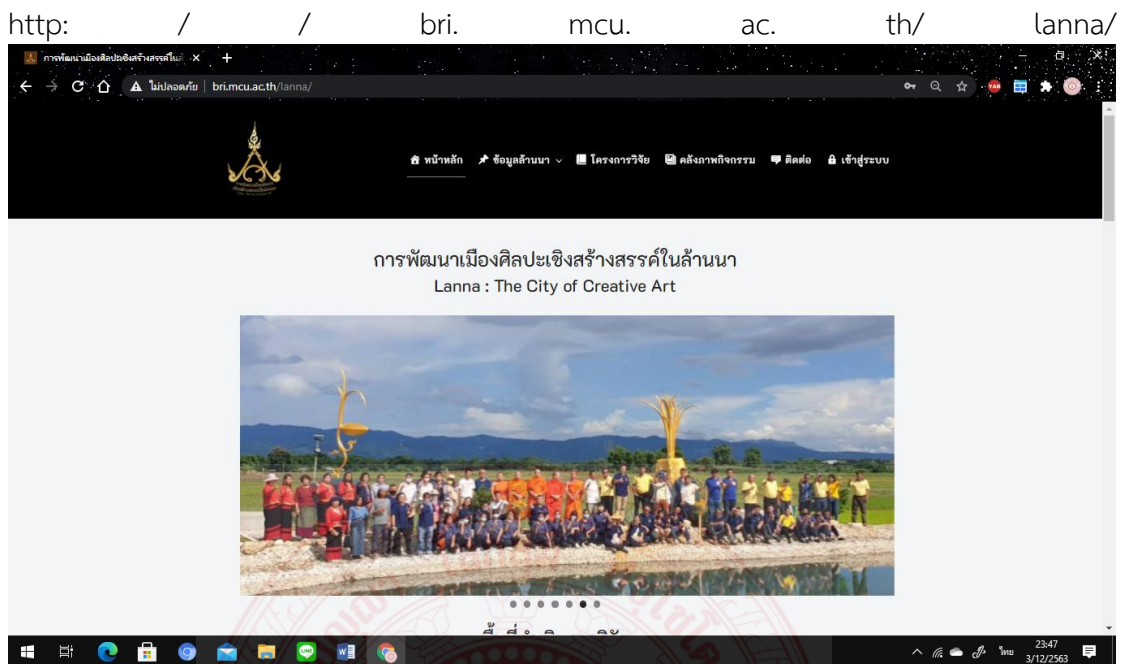 http: / / bri. mcu. ac. th/ lanna/
การพัฒนาเมืองศิลปะเชิงสร้างสรรค์ใน
ไม่ปลอดภัย | bri.mcu.ac.th/lanna/
YAB
หน้าหลัก ข้อมูลล้านนา โครงการวิจัย คลังภาพกิจกรรม ติดต่อ เข้าสู่ระบบ
การพัฒนาเมืองศิลปะเชิงสร้างสรรค์ในล้านนา
Lanna : The City of Creative Art
ไทย 23:47
3/12/2563